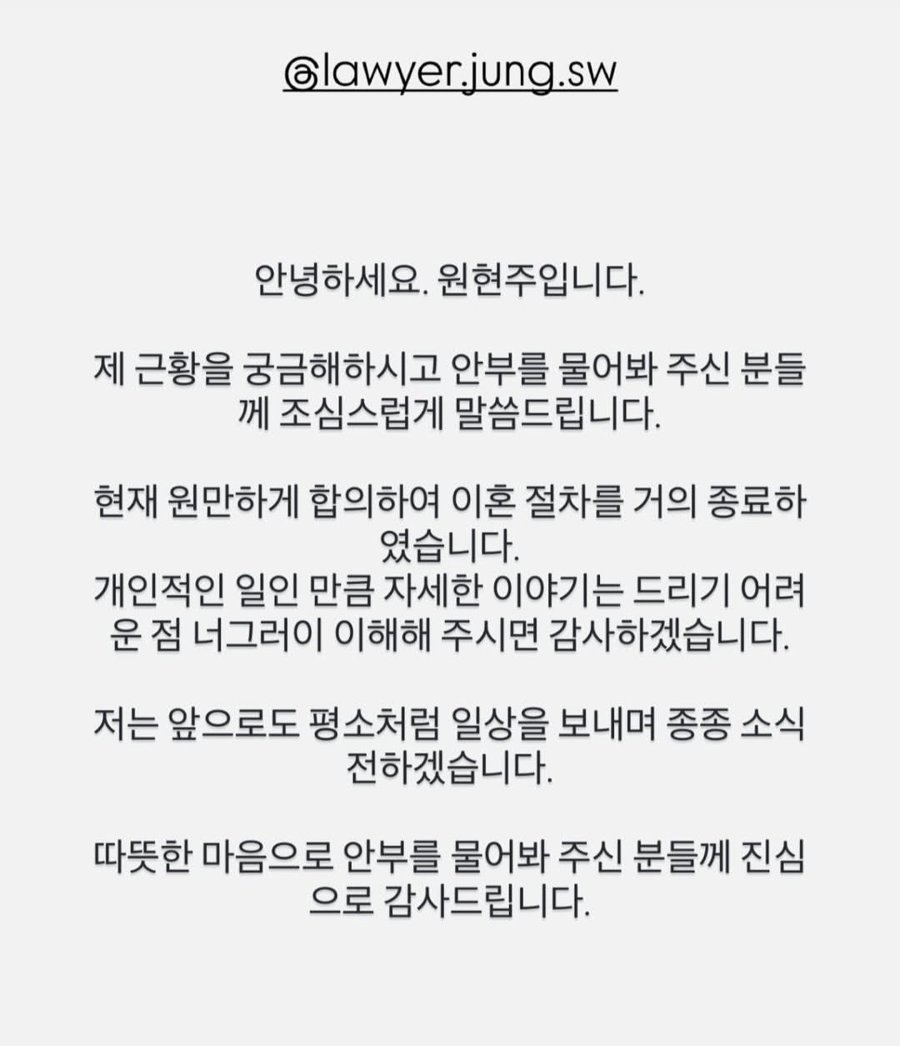 @lawyer.jung.sw
안녕하세요. 원현주입니다.
제 근황을 궁금해하시고 안부를 물어봐 주신 분들
께 조심스럽게 말씀드립니다.
현재 원만하게 합의하여 이혼 절차를 거의 종료하
였습니다.
개인적인 일인 만큼 자세한 이야기는 드리기 어려
운 점 너그러이 이해해 주시면 감사하겠습니다.
저는 앞으로도 평소처럼 일상을 보내며 종종 소식
전하겠습니다.
따뜻한 마음으로 안부를 물어봐 주신 분들께 진심
으로 감사드립니다.